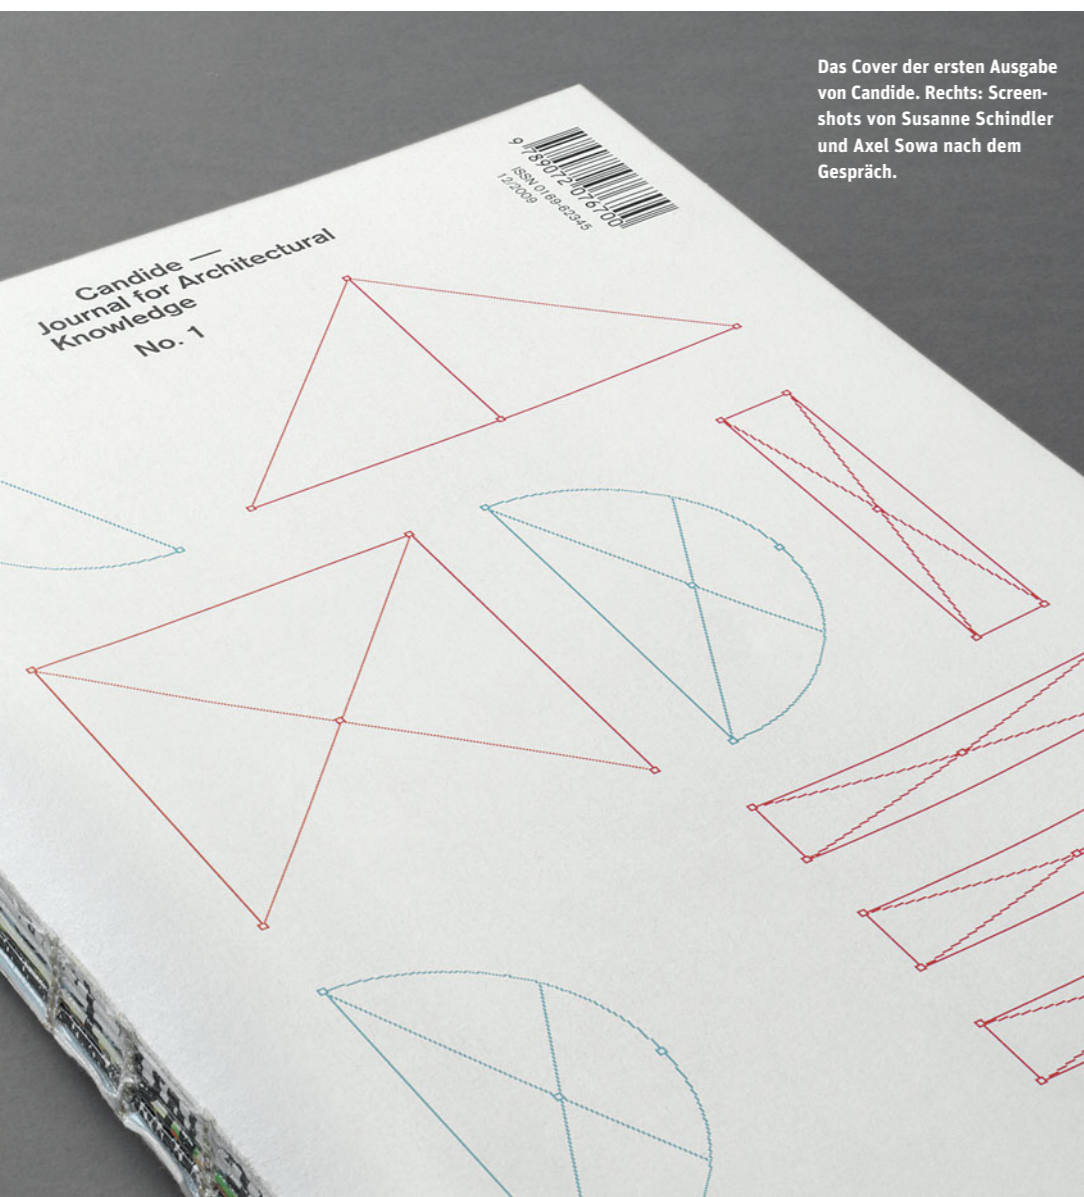 Das Cover der ersten Ausgabe
von Candide. Rechts: Screen-
shots von Susanne Schindler
und Axel Sowa nach dem
Gespräch.
9 789072 076700
ISSN 0169-62345
12/2009
Candide —
Journal for Architectural
Knowledge
No. 1